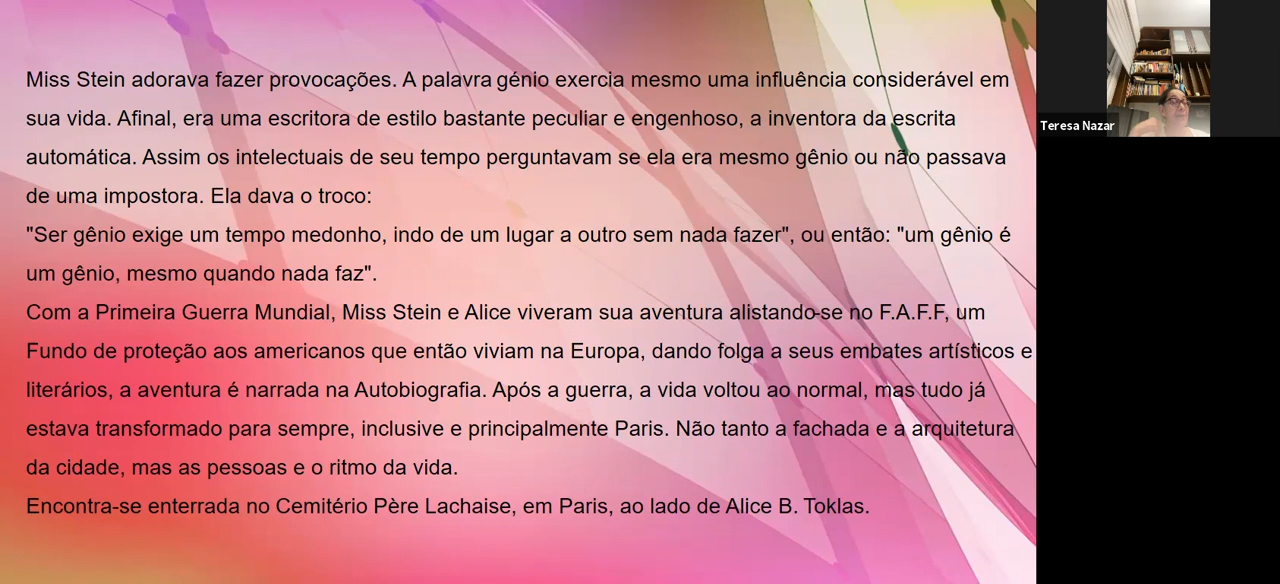 Miss Stein adorava fazer provocações. A palavra génio exercia mesmo uma influência considerável em
sua vida. Afinal, era uma escritora de estilo bastante peculiar e engenhoso, a inventora da escrita
automática. Assim os intelectuais de seu tempo perguntavam se ela era mesmo gênio ou não passava
de uma impostora. Ela dava o troco:
"Ser gênio exige um tempo medonho, indo de um lugar a outro sem nada fazer", ou então: "um gênio é
um gênio, mesmo quando nada faz".
Com a Primeira Guerra Mundial, Miss Stein e Alice viveram sua aventura alistando-se no F.A.F.F, um
Fundo de proteção aos americanos que então viviam na Europa, dando folga a seus embates artísticos e
literários, a aventura é narrada na Autobiografia. Após a guerra, a vida voltou ao normal, mas tudo já
estava transformado para sempre, inclusive e principalmente Paris. Não tanto a fachada e a arquitetura
da cidade, mas as pessoas e o ritmo da vida.
Encontra-se enterrada no Cemitério Père Lachaise, em Paris, ao lado de Alice B. Toklas.
Teresa Nazar